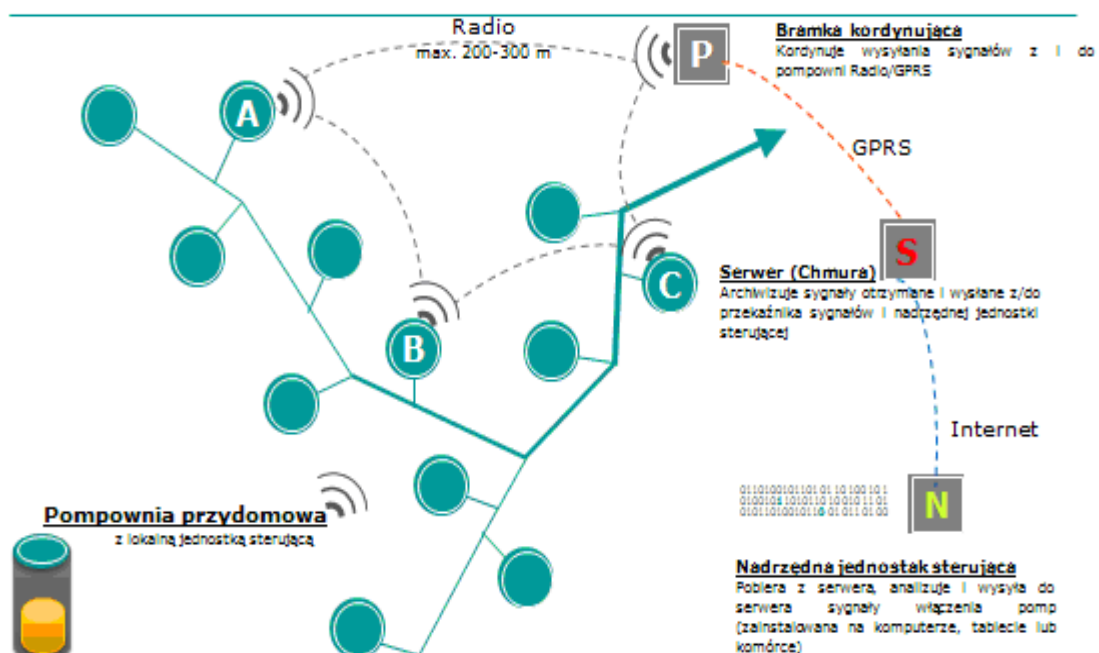 Radio
max. 200-300 m
P
Bramka kordynująca
Kordynuje wysyłania sygnałów z i do
pompowni Radio/GPRS
A
GPRS
S
C
Serwer (Chmura)
Archiwizuje sygnały otrzymane i wysłane z/do
przekaźnika sygnałów i nadrzędnej jednostki
sterującej
B
Internet
N
Pompownia przydomowa
z lokalną jednostką sterującą
Nadrzędna jednostak sterująca
Pobiera z serwera, analizuje i wysyła do
serwera sygnały włączenia pomp
(zainstalowana na komputerze, tablecie lub
komórce)